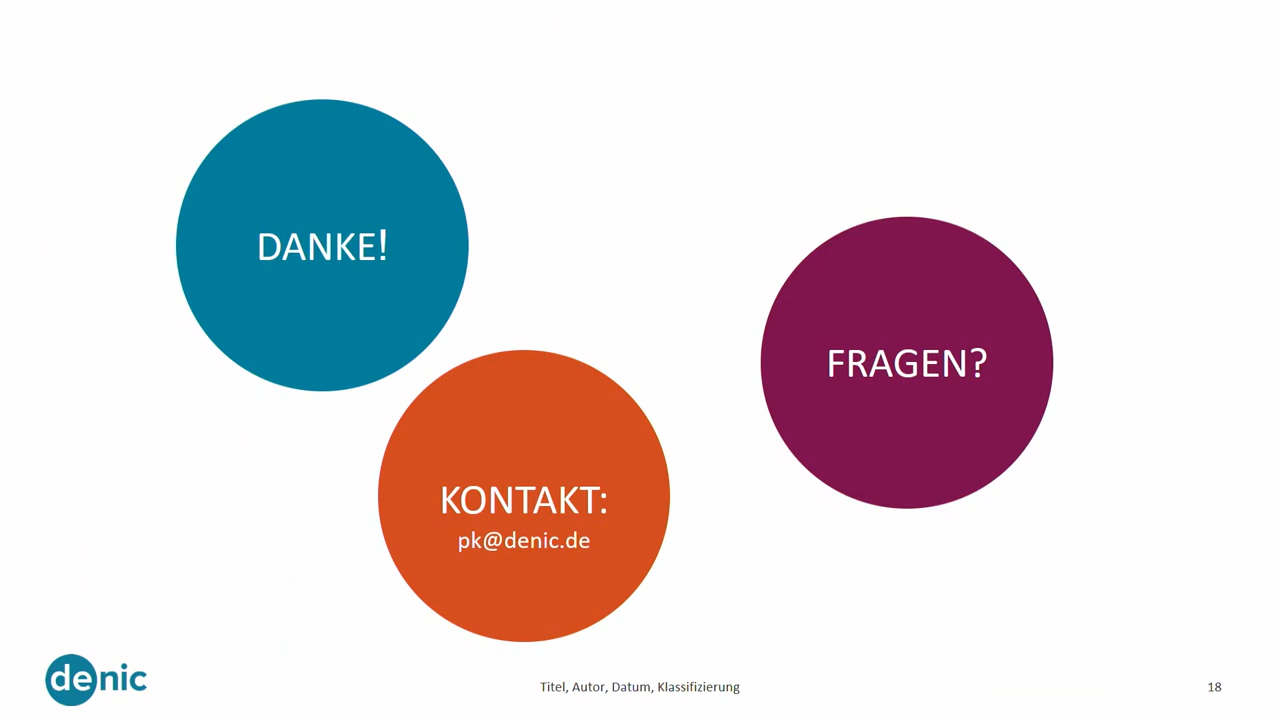 DANKE!
FRAGEN?
KONTAKT:
pk@denic.de
denic
Titel, Autor, Datum, Klassifizierung
18